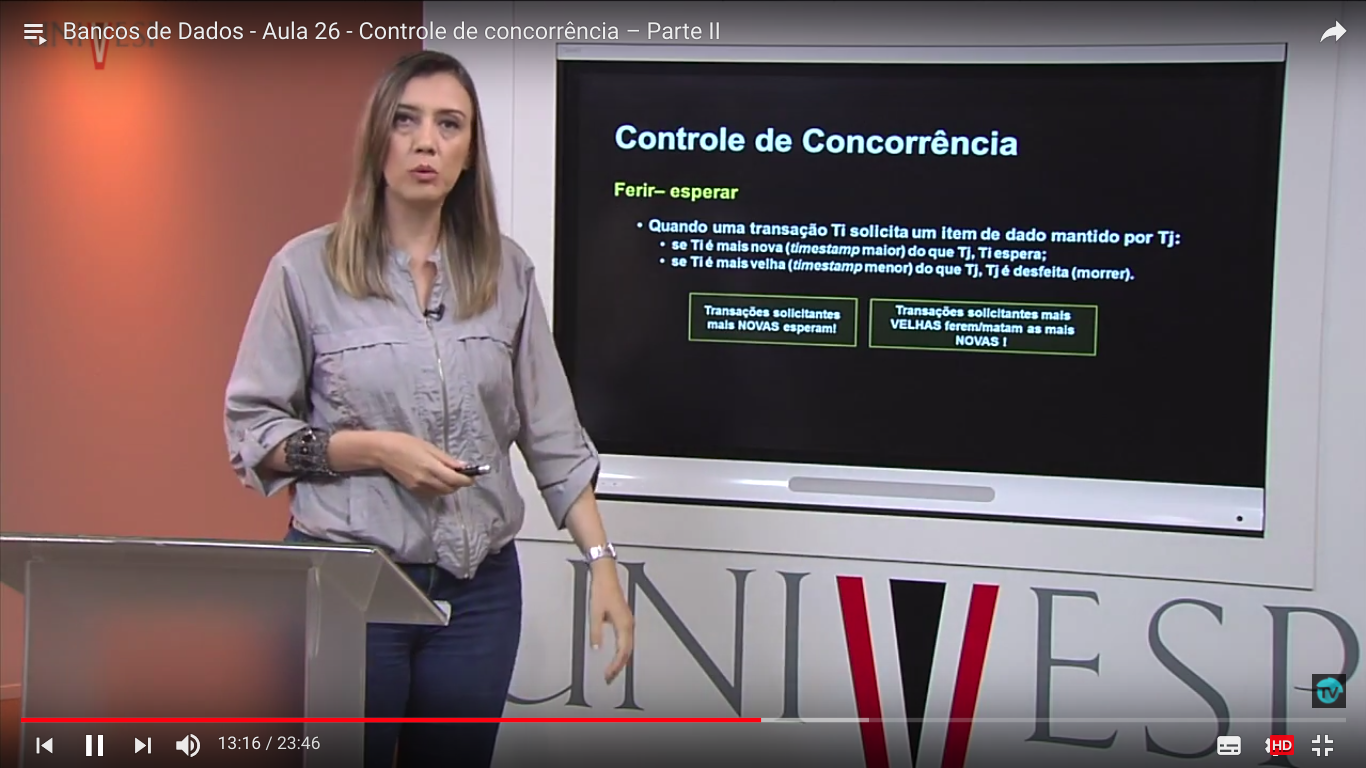 Bancos de Dados - Aula 26 - Controle de concorrência – Parte II
UNIVESP
Controle de Concorrência
Ferir– esperar
• Quando uma transação Ti solicita um item de dado mantido por Tj:
• se Ti é mais nova (timestamp maior) do que Tj, Ti espera;
• se Ti é mais velha (timestamp menor) do que Tj, Tj é desfeita (morrer).
Transações solicitantes
mais NOVAS esperam!
Transações solicitantes mais
VELHAS ferem/matam as mais
NOVAS !
UNIVESP
TV
13:16 / 23:46
HD